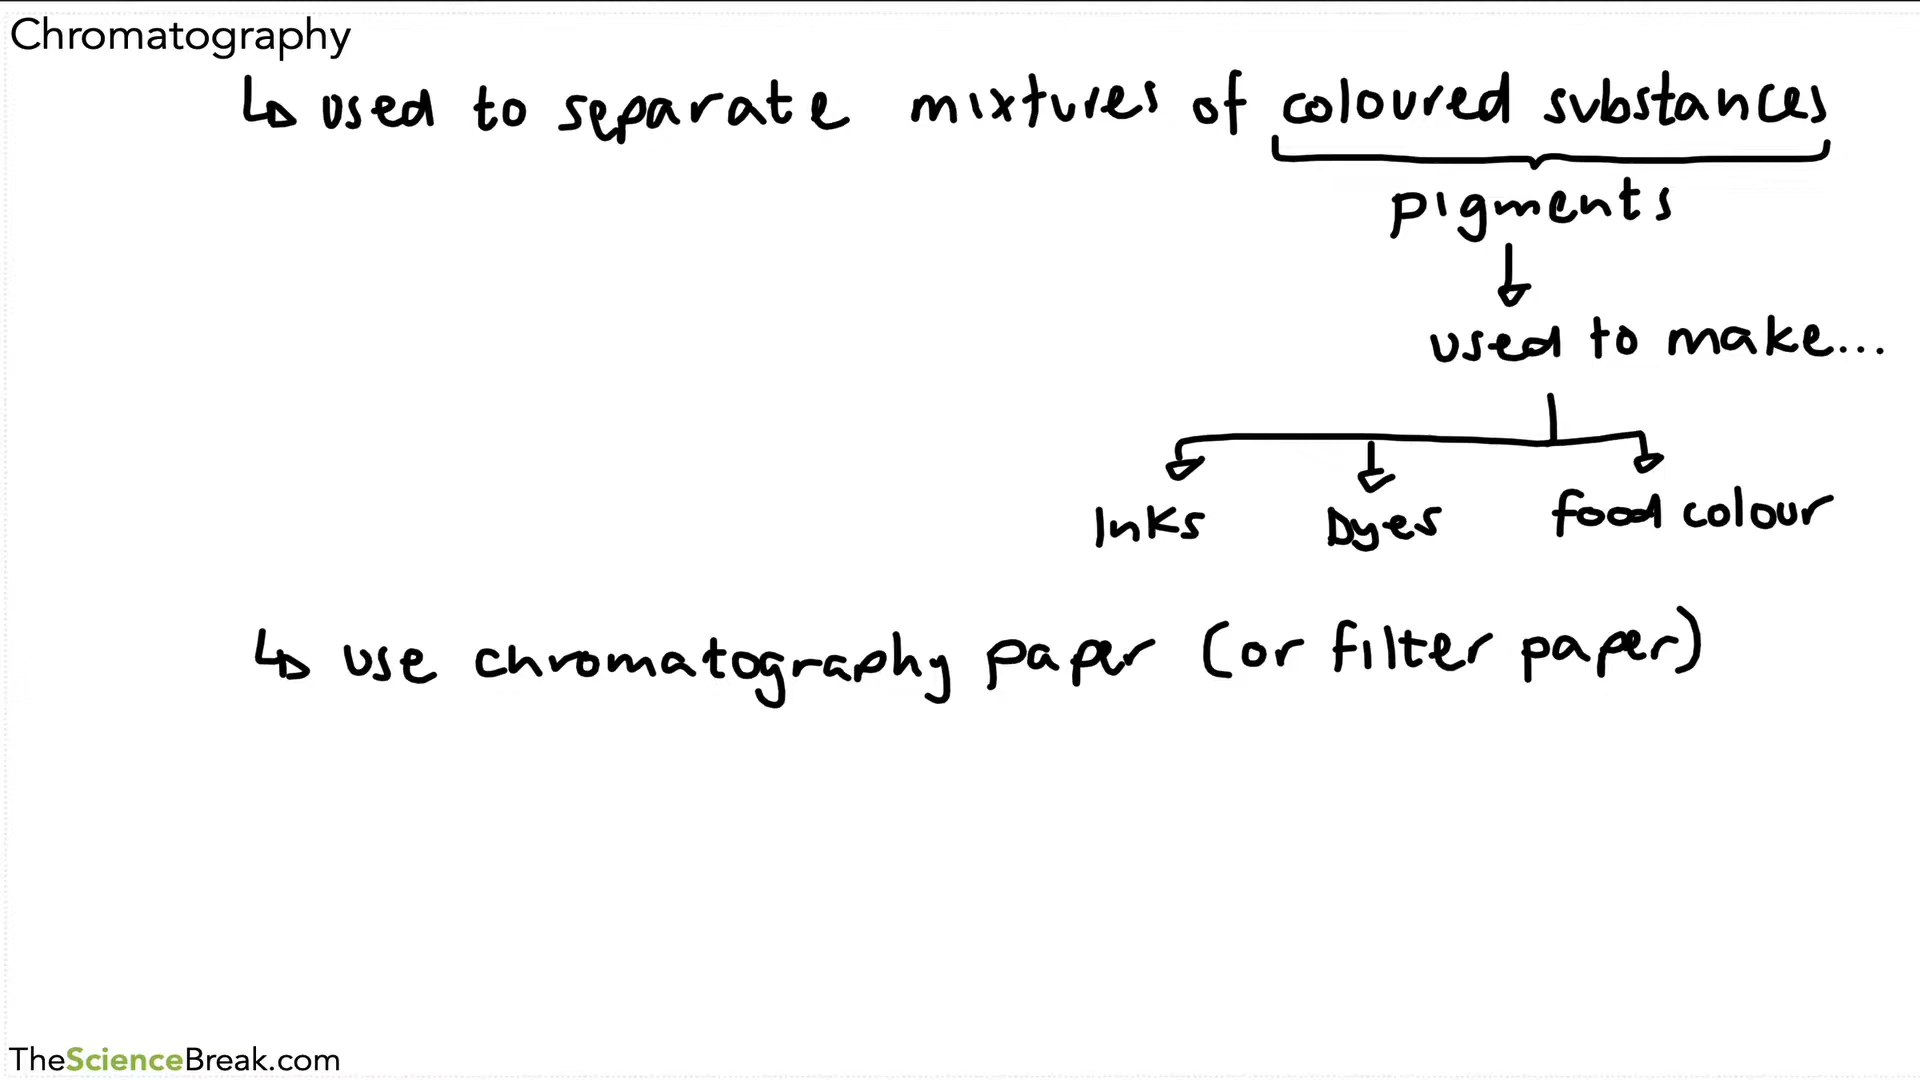 Chromatography
used to separate mixtures of coloured substances
pigments
used to make...
Inks Dyes food colour
use chromatography paper (or filter paper)
TheScienceBreak.com